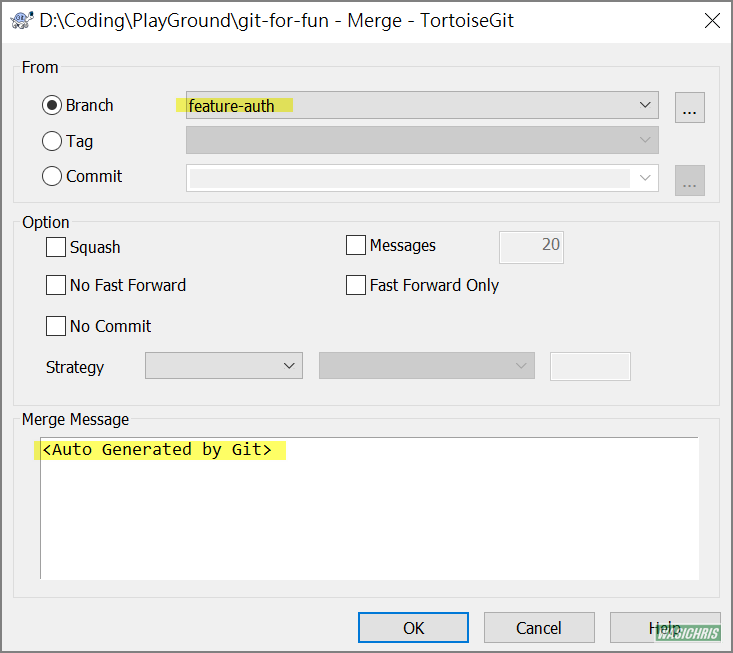 D:\Coding\PlayGround\git-for-fun - Merge - TortoiseGit
From
Branch
feature-auth
...
Tag
Commit
...
Option
Squash
Messages
20
No Fast Forward
Fast Forward Only
No Commit
Strategy
Merge Message
<Auto Generated by Git>
OK
Cancel
Help
WASICHRIS